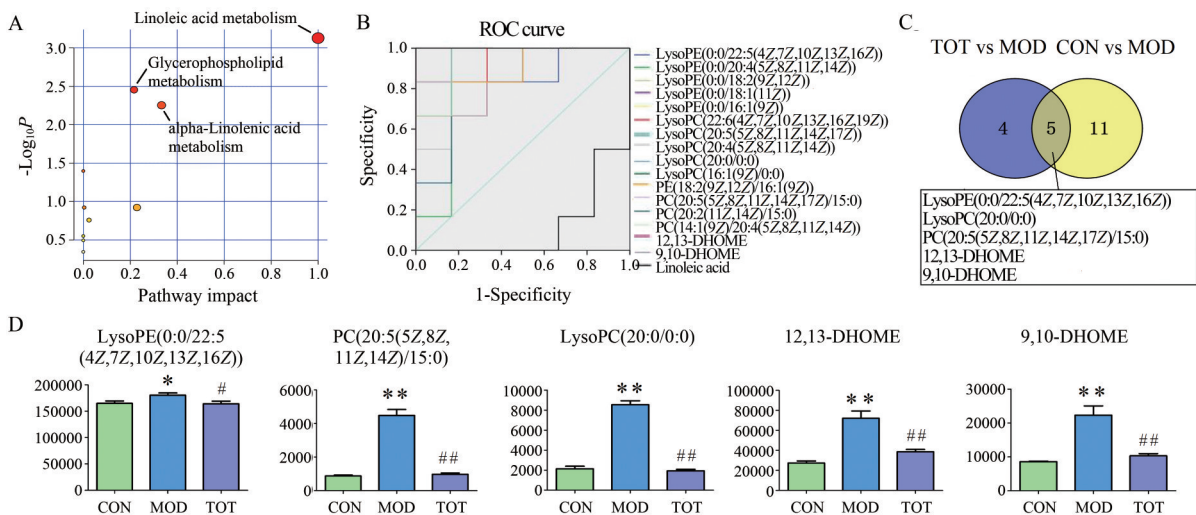 A
Linoleic acid metabolism
3.0
Glycerophospholipid
metabolism
2.5
2.0
alpha-Linolenic acid
metabolism
1.5
1.0
0.5
-Log₁₀P
0.0 0.2 0.4 0.6 0.8 1.0
Pathway impact
B
ROC curve
1.0
0.8
0.6
0.4
0.2
0.0
Specificity
0.0 0.2 0.4 0.6 0.8 1.0
1-Specificity
LysoPE(0:0/22:5(4Z,7Z,10Z,13Z,16Z))
LysoPE(0:0/20:4(5Z,8Z,11Z,14Z))
LysoPE(0:0/18:2(9Z,12Z))
LysoPE(0:0/18:1(11Z))
LysoPE(0:0/16:1(9Z))
LysoPC(22:6(4Z,7Z,10Z,13Z,16Z,19Z))
LysoPC(20:5(5Z,8Z,11Z,14Z,17Z))
LysoPC(20:4(5Z,8Z,11Z,14Z))
LysoPC(20:0/0:0)
LysoPC(16:1(9Z)/0:0)
PE(18:2(9Z,12Z)/16:1(9Z))
PC(20:5(5Z,8Z,11Z,14Z,17Z)/15:0)
PC(20:2(11Z,14Z)/15:0)
PC(14:1(9Z)/20:4(5Z,8Z,11Z,14Z))
12,13-DHOME
9,10-DHOME
Linoleic acid
C
TOT vs MOD CON vs MOD
4 5 11
LysoPE(0:0/22:5(4Z,7Z,10Z,13Z,16Z))
LysoPC(20:0/0:0)
PC(20:5(5Z,8Z,11Z,14Z,17Z)/15:0)
12,13-DHOME
9,10-DHOME
D
LysoPE(0:0/22:5
(4Z,7Z,10Z,13Z,16Z))
200000
150000
100000
50000
0
* #
CON MOD TOT
PC(20:5(5Z,8Z,
11Z,14Z)/15:0)
6000
4000
2000
0
** ##
CON MOD TOT
LysoPC(20:0/0:0)
10000
8000
6000
4000
2000
0
** ##
CON MOD TOT
12,13-DHOME
100000
80000
60000
40000
20000
0
** ##
CON MOD TOT
9,10-DHOME
30000
20000
10000
0
** ##
CON MOD TOT